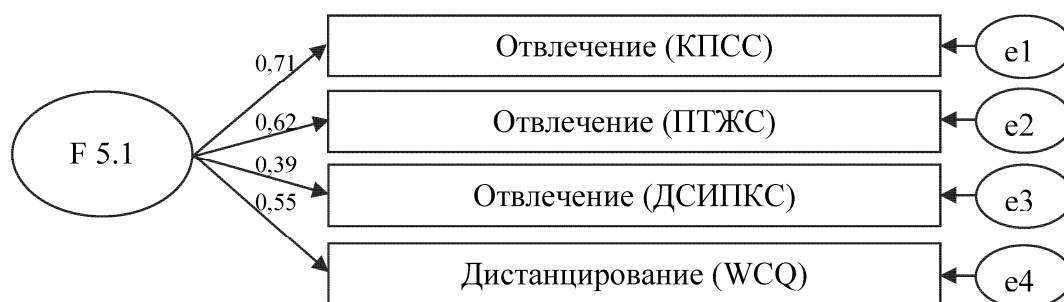 Отвлечение (КПСС)
e1
0,71
Отвлечение (ПТЖС)
e2
0,62
F 5.1
0,39
Отвлечение (ДСИПКС)
e3
0,55
Дистанцирование (WCQ)
e4